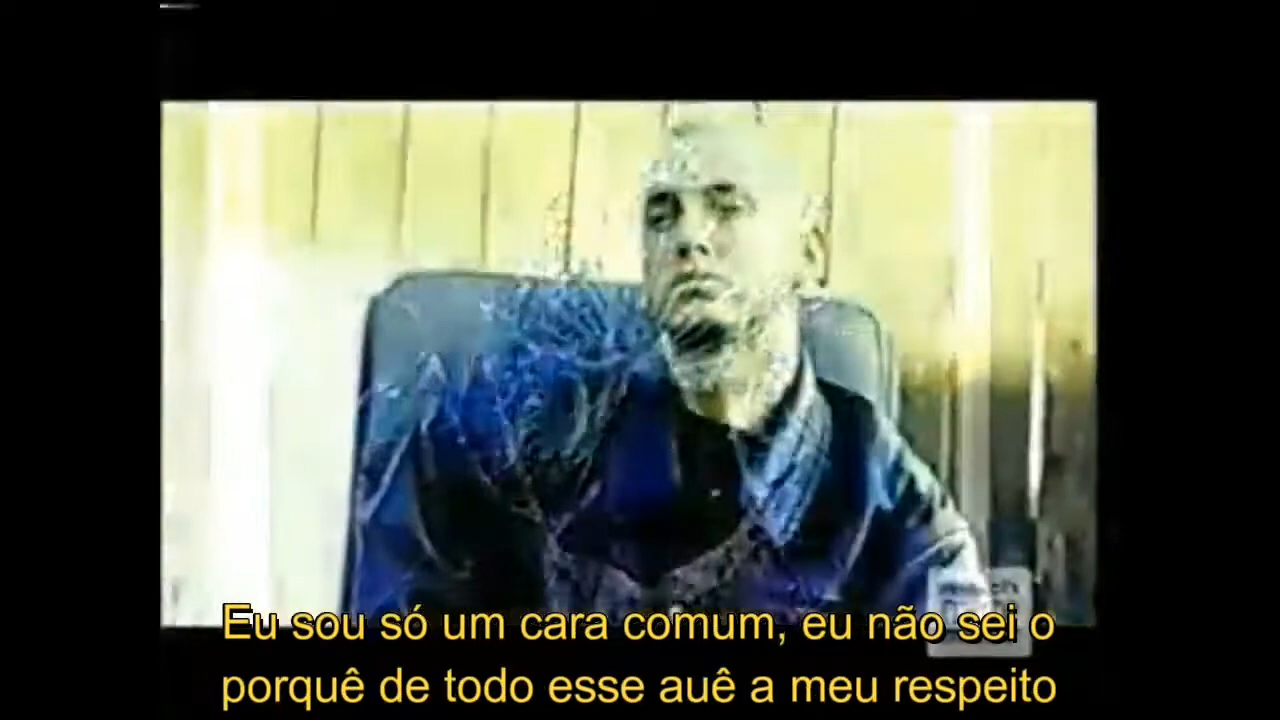 Eu sou só um cara comum, eu não sei o
porquê de todo esse auê a meu respeito